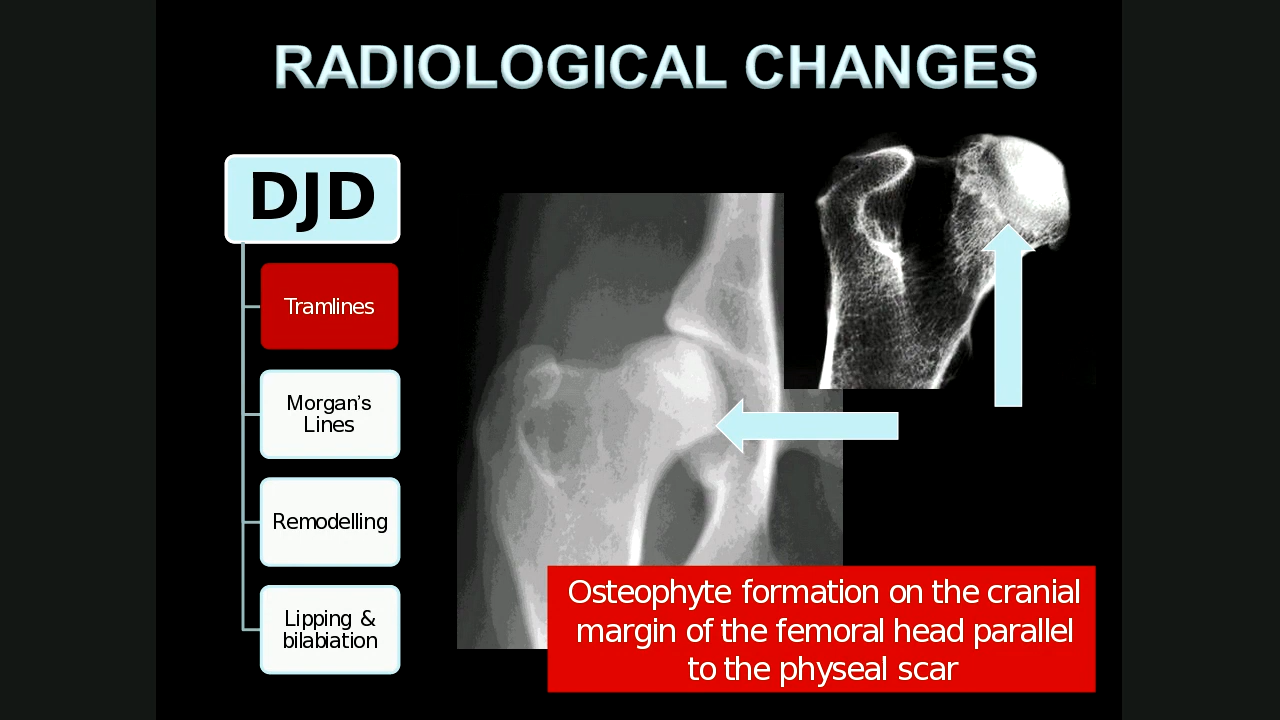 RADIOLOGICAL CHANGES
DJD
Tramlines
Morgan's
Lines
Remodelling
Lipping &
bilabiation
Osteophyte formation on the cranial
margin of the femoral head parallel
to the physeal scar